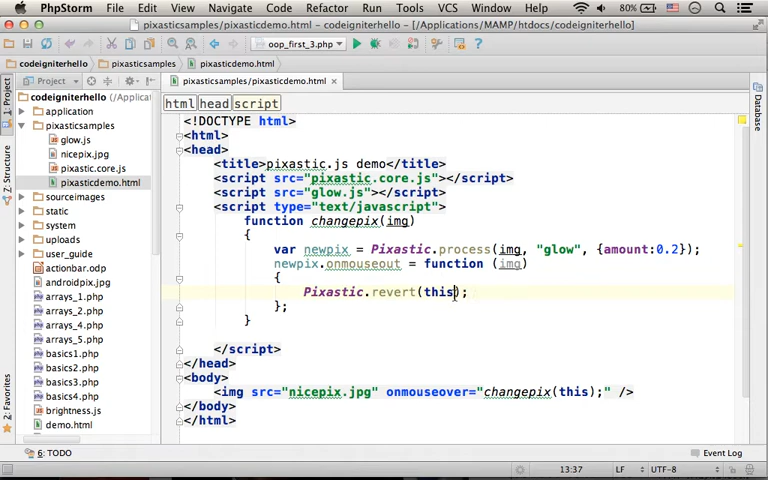 PhpStorm File Edit View Navigate Code Refactor Run Tools VCS Window 80%
pixasticsamples/pixasticdemo.html - codeigniterhello - [/Applications/MAMP/htdocs/codeigniterhello]
oop_first_3.php
codeigniterhello pixasticsamples pixasticdemo.html
Project pixasticsamples/pixasticdemo.html
1: Project
Z: Structure
2: Favorites
Database
codeigniterhello (/Applicati
application
pixasticsamples
glow.js
nicepix.jpg
pixastic.core.js
pixasticdemo.html
sourceimages
static
system
uploads
user_guide
actionbar.odp
androidpix.jpg
arrays_1.php
arrays_2.php
arrays_4.php
arrays_5.php
basics1.php
basics2.php
basics3.php
basics4.php
brightness.js
demo.html
html head script
<!DOCTYPE html>
<html>
<head>
<title>pixastic.js demo</title>
<script src="pixastic.core.js"></script>
<script src="glow.js"></script>
<script type="text/javascript">
function changepix(img)
{
var newpix = Pixastic.process(img, "glow", {amount:0.2});
newpix.onmouseout = function (img)
{
Pixastic.revert(this);
};
}
</script>
</head>
<body>
<img src="nicepix.jpg" onmouseover="changepix(this);" />
</body>
</html>
6: TODO Event Log
13:37 LF UTF-8